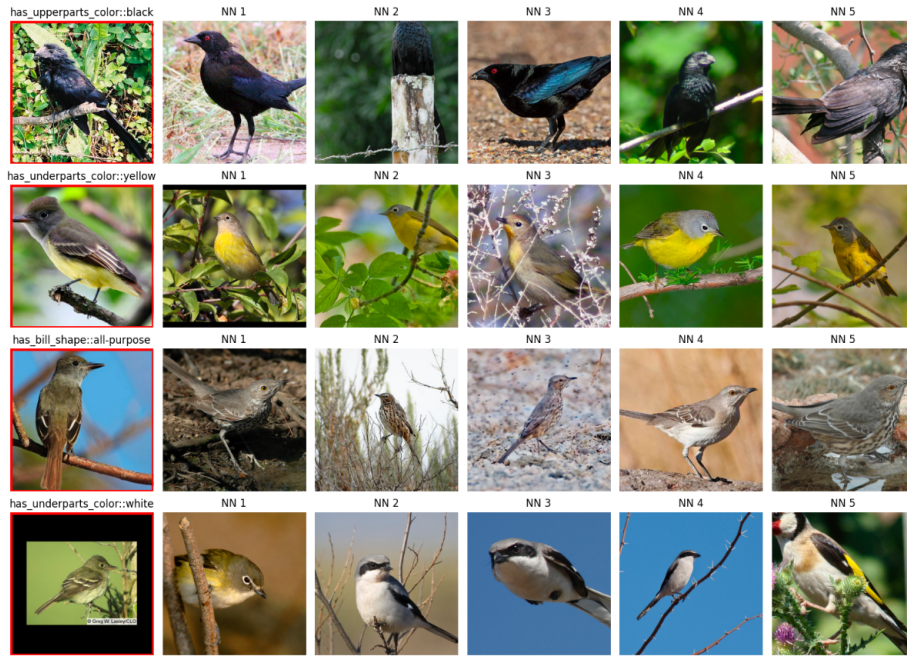 has_upperparts_color::black NN 1 NN 2 NN 3 NN 4 NN 5
has_underparts_color::yellow NN 1 NN 2 NN 3 NN 4 NN 5
has_bill_shape::all-purpose NN 1 NN 2 NN 3 NN 4 NN 5
has_underparts_color::white NN 1 NN 2 NN 3 NN 4 NN 5
© Greg W. Lasley/CLO